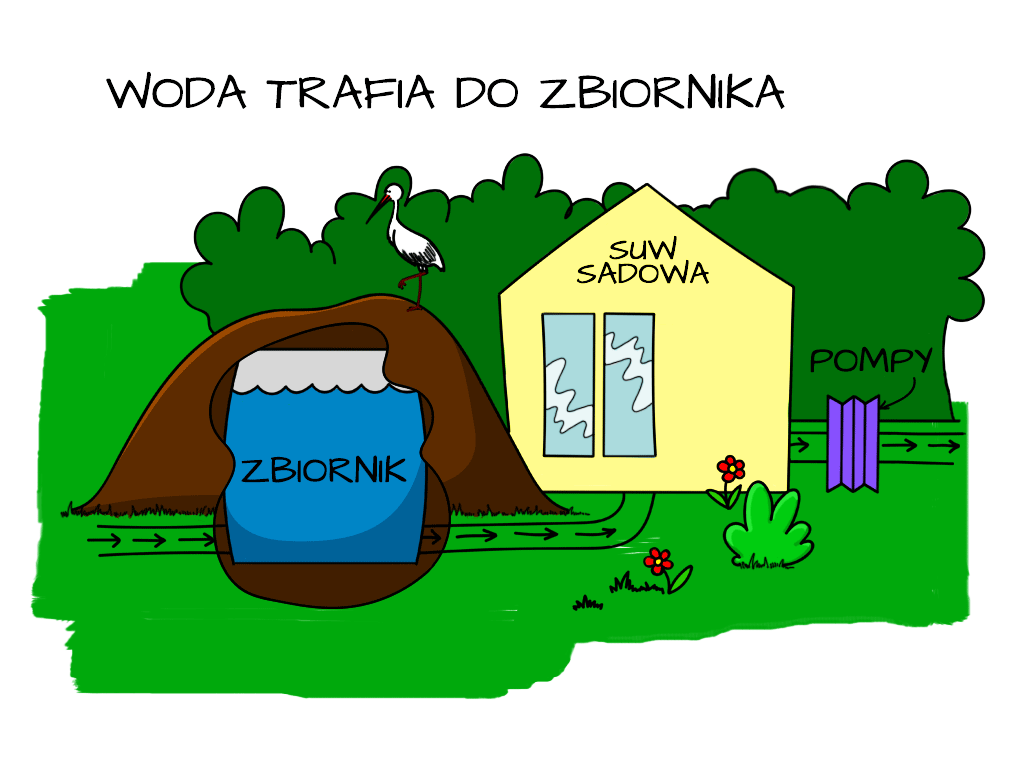 WODA TRAFIA DO ZBIORNIKA
SUW
SADOWA
POMPY
ZBIORNIK